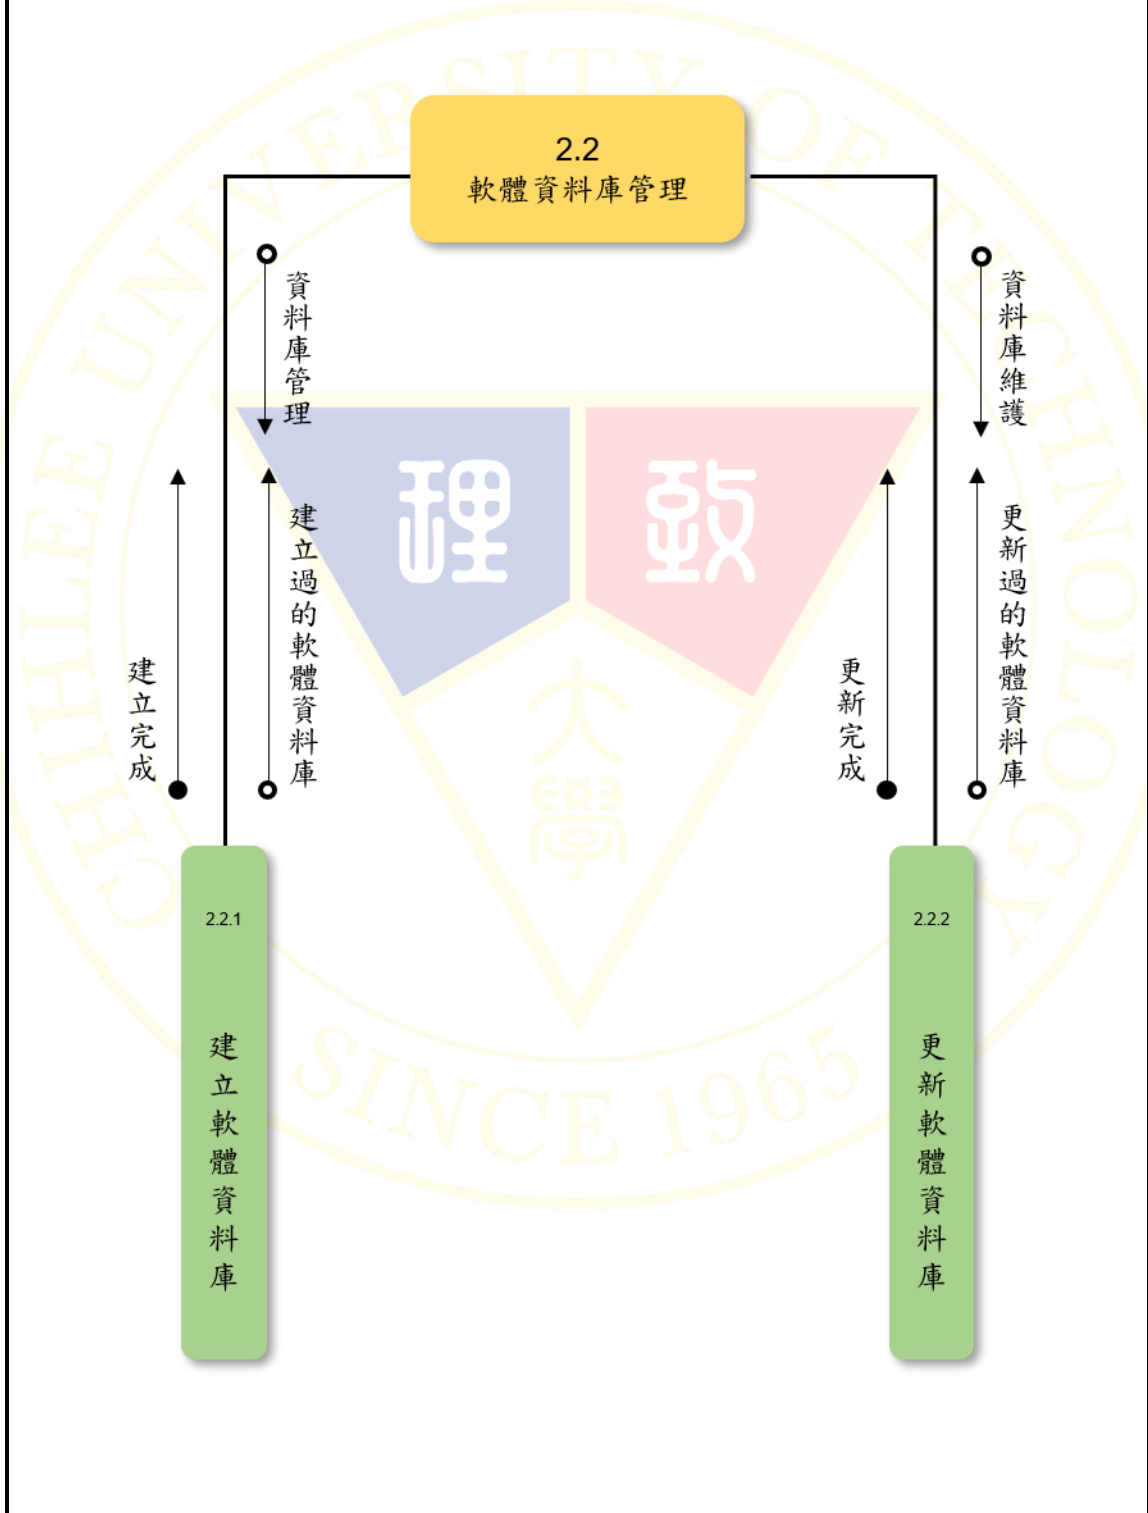 2.2
軟體資料庫管理
資料庫管理
資料庫維護
建立過的軟體資料庫
建立完成
更新完成
更新過的軟體資料庫
2.2.1
建立軟體資料庫
2.2.2
更新軟體資料庫
CHIHLEE UNIVERSITY OF TECHNOLOGY
理 致
大
學
SINCE 1965